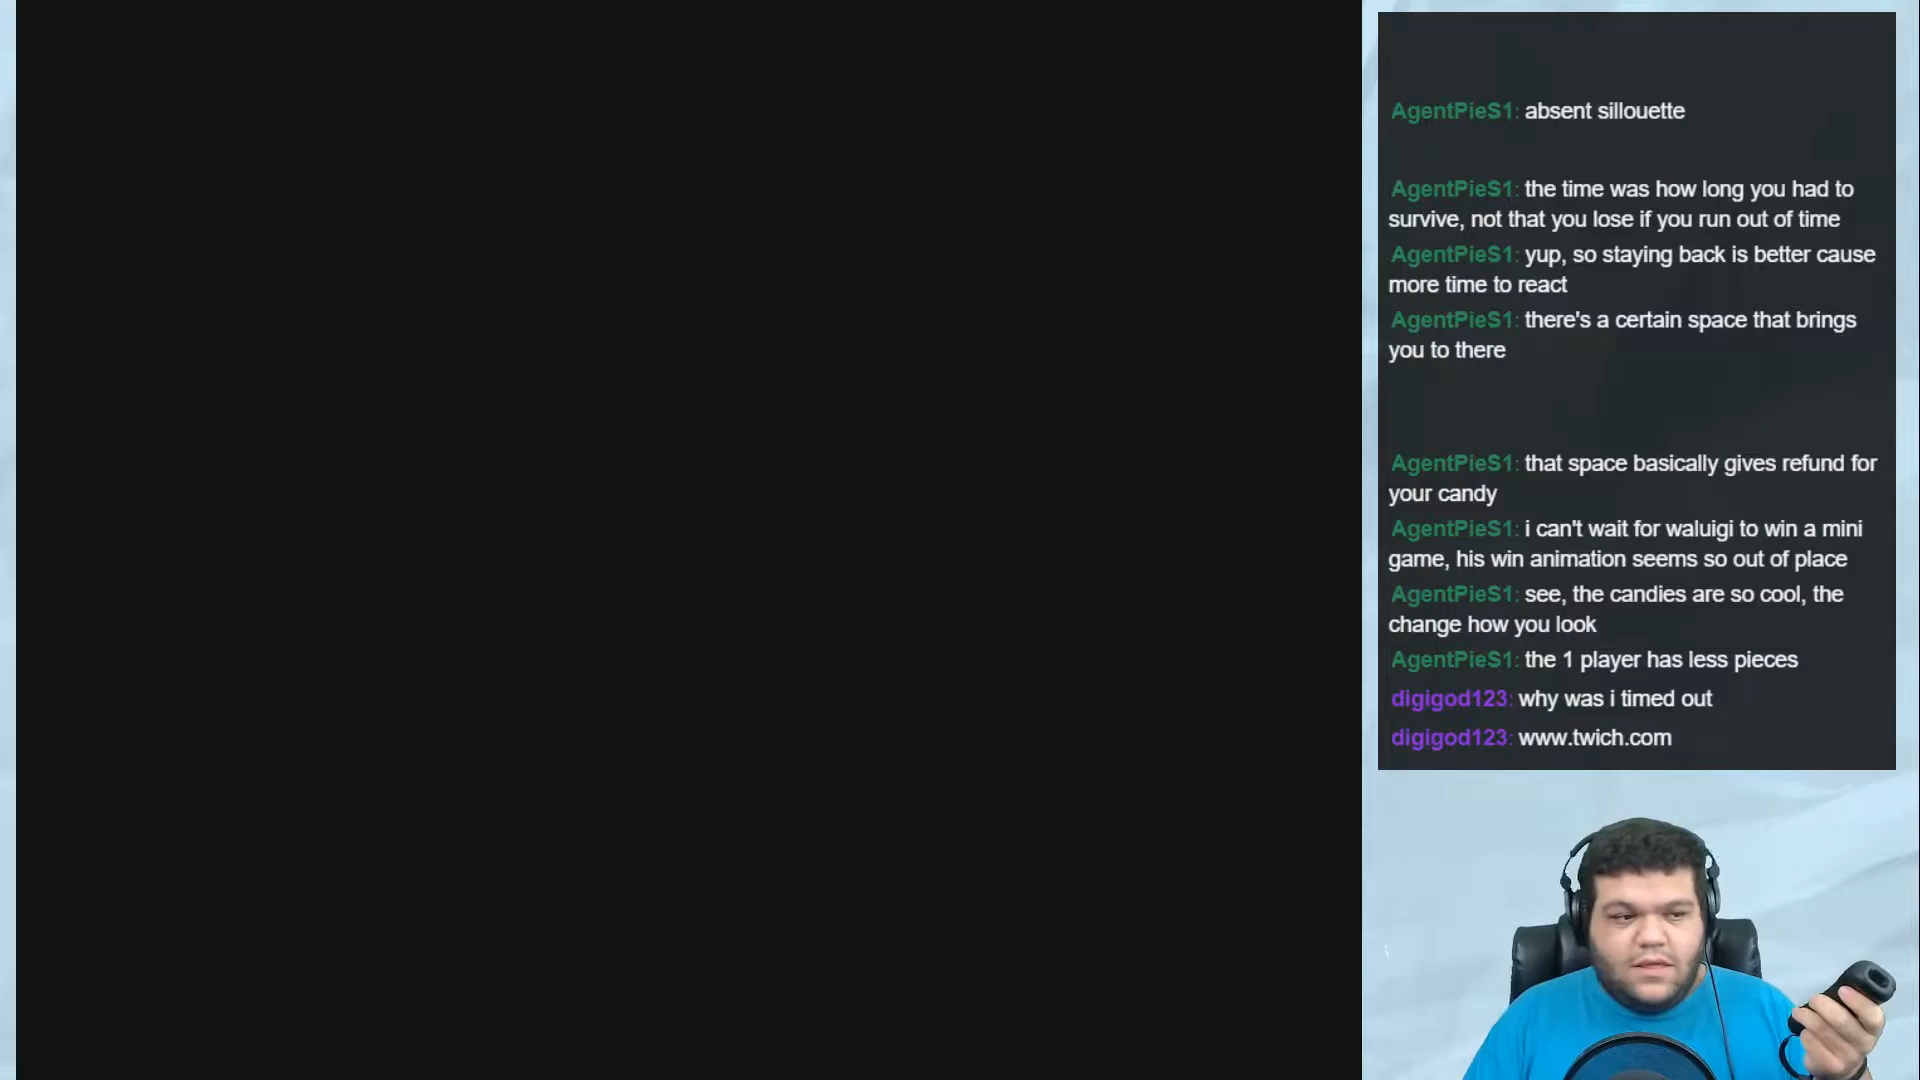 AgentPieS1: absent sillouette
AgentPieS1: the time was how long you had to
survive, not that you lose if you run out of time
AgentPieS1: yup, so staying back is better cause
more time to react
AgentPieS1: there's a certain space that brings
you to there
AgentPieS1: that space basically gives refund for
your candy
AgentPieS1: i can't wait for waluigi to win a mini
game, his win animation seems so out of place
AgentPieS1: see, the candies are so cool, the
change how you look
AgentPieS1: the 1 player has less pieces
digigod123: why was i timed out
digigod123: www.twich.com